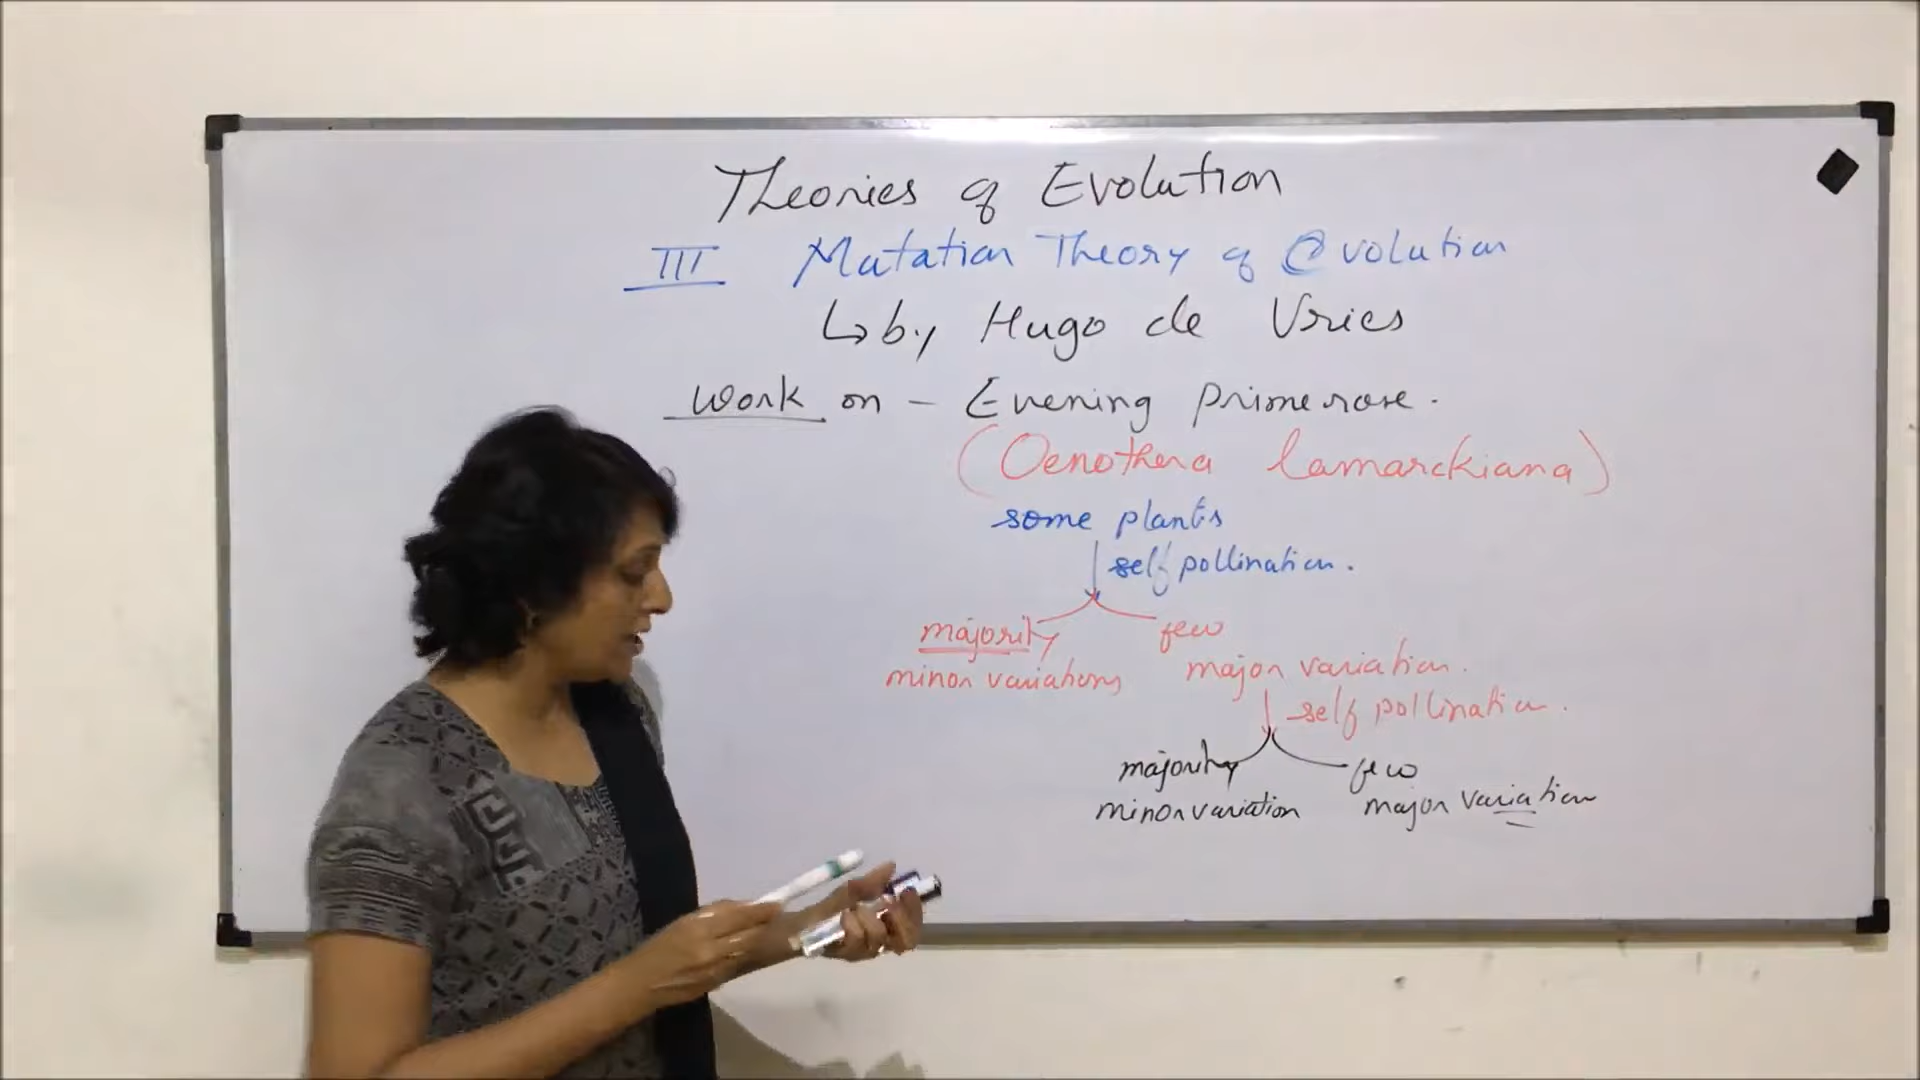 Theories of Evolution
III Mutation Theory of Evolution
↳ by Hugo de Vries
Work on - Evening Primerose.
(Oenothera lamarckiana)
some plants
self pollination.
majority few
minor variations major variation.
self pollination.
majority few
minor variation major variation